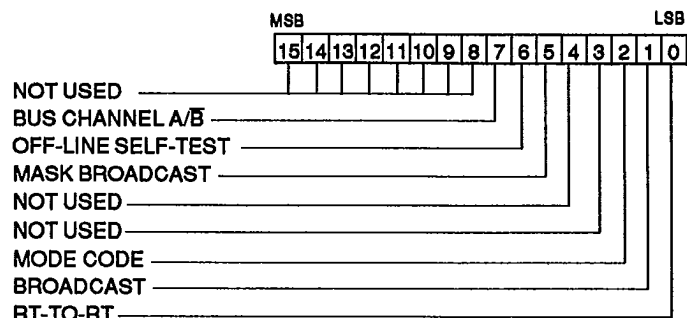 MSB LSB
15 14 13 12 11 10 9 8 7 6 5 4 3 2 1 0
NOT USED
BUS CHANNEL A/B̅
OFF-LINE SELF-TEST
MASK BROADCAST
NOT USED
NOT USED
MODE CODE
BROADCAST
RT-TO-RT